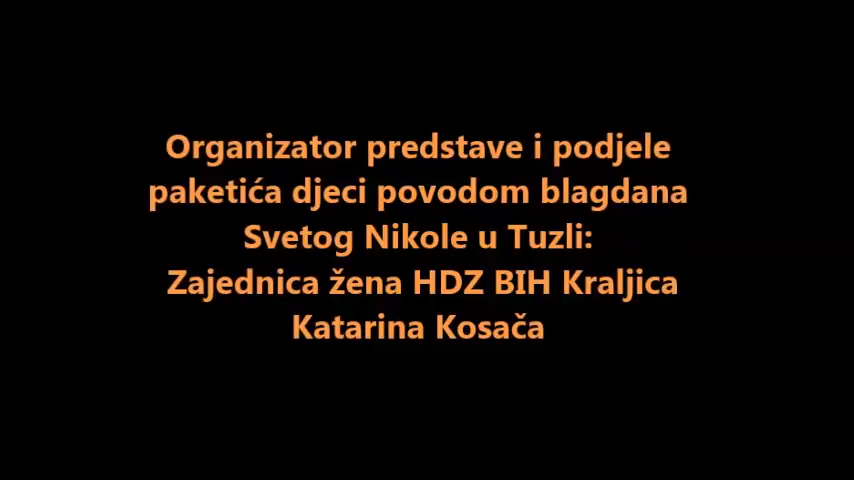 Organizator predstave i podjele
paketića djeci povodom blagdana
Svetog Nikole u Tuzli:
Zajednica žena HDZ BIH Kraljica
Katarina Kosača